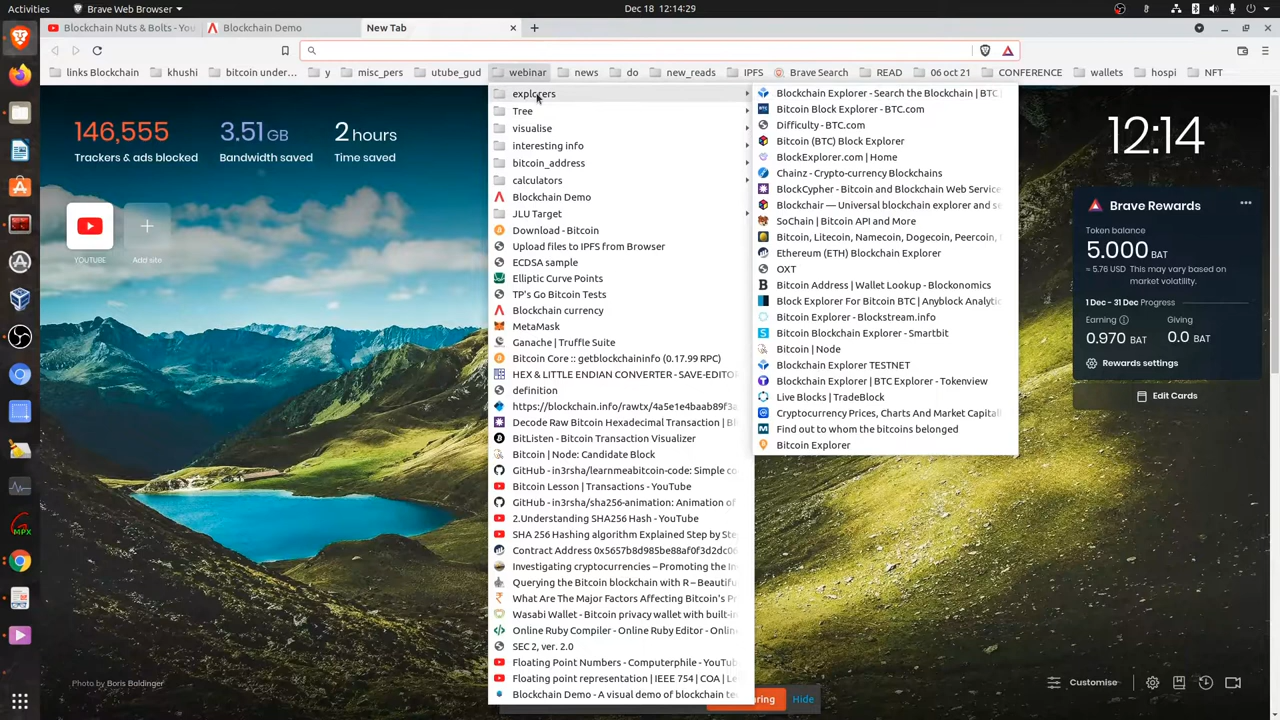 Activities
Brave Web Browser
Dec 18 12:14:29
Blockchain Nuts & Bolts - You
Blockchain Demo
New Tab
links Blockchain
khushi
bitcoin under…
y
misc_pers
utube_gud
webinar
news
do
new_reads
IPFS
Brave Search
READ
06 oct 21
CONFERENCE
wallets
hospi
NFT
146,555
Trackers & ads blocked
3.51 GB
Bandwidth saved
2 hours
Time saved
YOUTUBE
Add site
explorers
Tree
visualise
interesting info
bitcoin_address
calculators
Blockchain Demo
JLU Target
Download - Bitcoin
Upload files to IPFS from Browser
ECDSA sample
Elliptic Curve Points
TP's Go Bitcoin Tests
Blockchain currency
MetaMask
Ganache | Truffle Suite
Bitcoin Core :: getblockchaininfo (0.17.99 RPC)
HEX & LITTLE ENDIAN CONVERTER - SAVE-EDITOR
definition
https://blockchain.info/rawtx/4a5e1e4baab89f3a
Decode Raw Bitcoin Hexadecimal Transaction | Bl
BitListen - Bitcoin Transaction Visualizer
Bitcoin | Node: Candidate Block
GitHub - in3rsha/learnmeabitcoin-code: Simple co
Bitcoin Lesson | Transactions - YouTube
GitHub - in3rsha/sha256-animation: Animation of
2.Understanding SHA256 Hash - YouTube
SHA 256 Hashing algorithm Explained Step by Ste
Contract Address 0x5657b8d985be88af0f3d2dc06
Investigating cryptocurrencies – Promoting the In
Querying the Bitcoin blockchain with R – Beautifu
What Are The Major Factors Affecting Bitcoin's Pr
Wasabi Wallet - Bitcoin privacy wallet with built-in
Online Ruby Compiler - Online Ruby Editor - Onlin
SEC 2, ver. 2.0
Floating Point Numbers - Computerphile - YouTub
Floating point representation | IEEE 754 | COA | Le
Blockchain Demo - A visual demo of blockchain te
Blockchain Explorer - Search the Blockchain | BTC |
Bitcoin Block Explorer - BTC.com
Difficulty - BTC.com
Bitcoin (BTC) Block Explorer
BlockExplorer.com | Home
Chainz - Crypto-currency Blockchains
BlockCypher - Bitcoin and Blockchain Web Service
Blockchair — Universal blockchain explorer and se
SoChain | Bitcoin API and More
Bitcoin, Litecoin, Namecoin, Dogecoin, Peercoin,
Ethereum (ETH) Blockchain Explorer
OXT
Bitcoin Address | Wallet Lookup - Blockonomics
Block Explorer For Bitcoin BTC | Anyblock Analytic
Bitcoin Explorer - Blockstream.info
Bitcoin Blockchain Explorer - Smartbit
Bitcoin | Node
Blockchain Explorer TESTNET
Blockchain Explorer | BTC Explorer - Tokenview
Live Blocks | TradeBlock
Cryptocurrency Prices, Charts And Market Capitali
Find out to whom the bitcoins belonged
Bitcoin Explorer
12:14
Brave Rewards
Token balance
5.000 BAT
≈ 5.76 USD This may vary based on
market volatility.
1 Dec - 31 Dec Progress
Earning
Giving
0.970 BAT
0.0 BAT
Rewards settings
Edit Cards
MPX
Photo by Boris Baldinger
aring
Hide
Customise